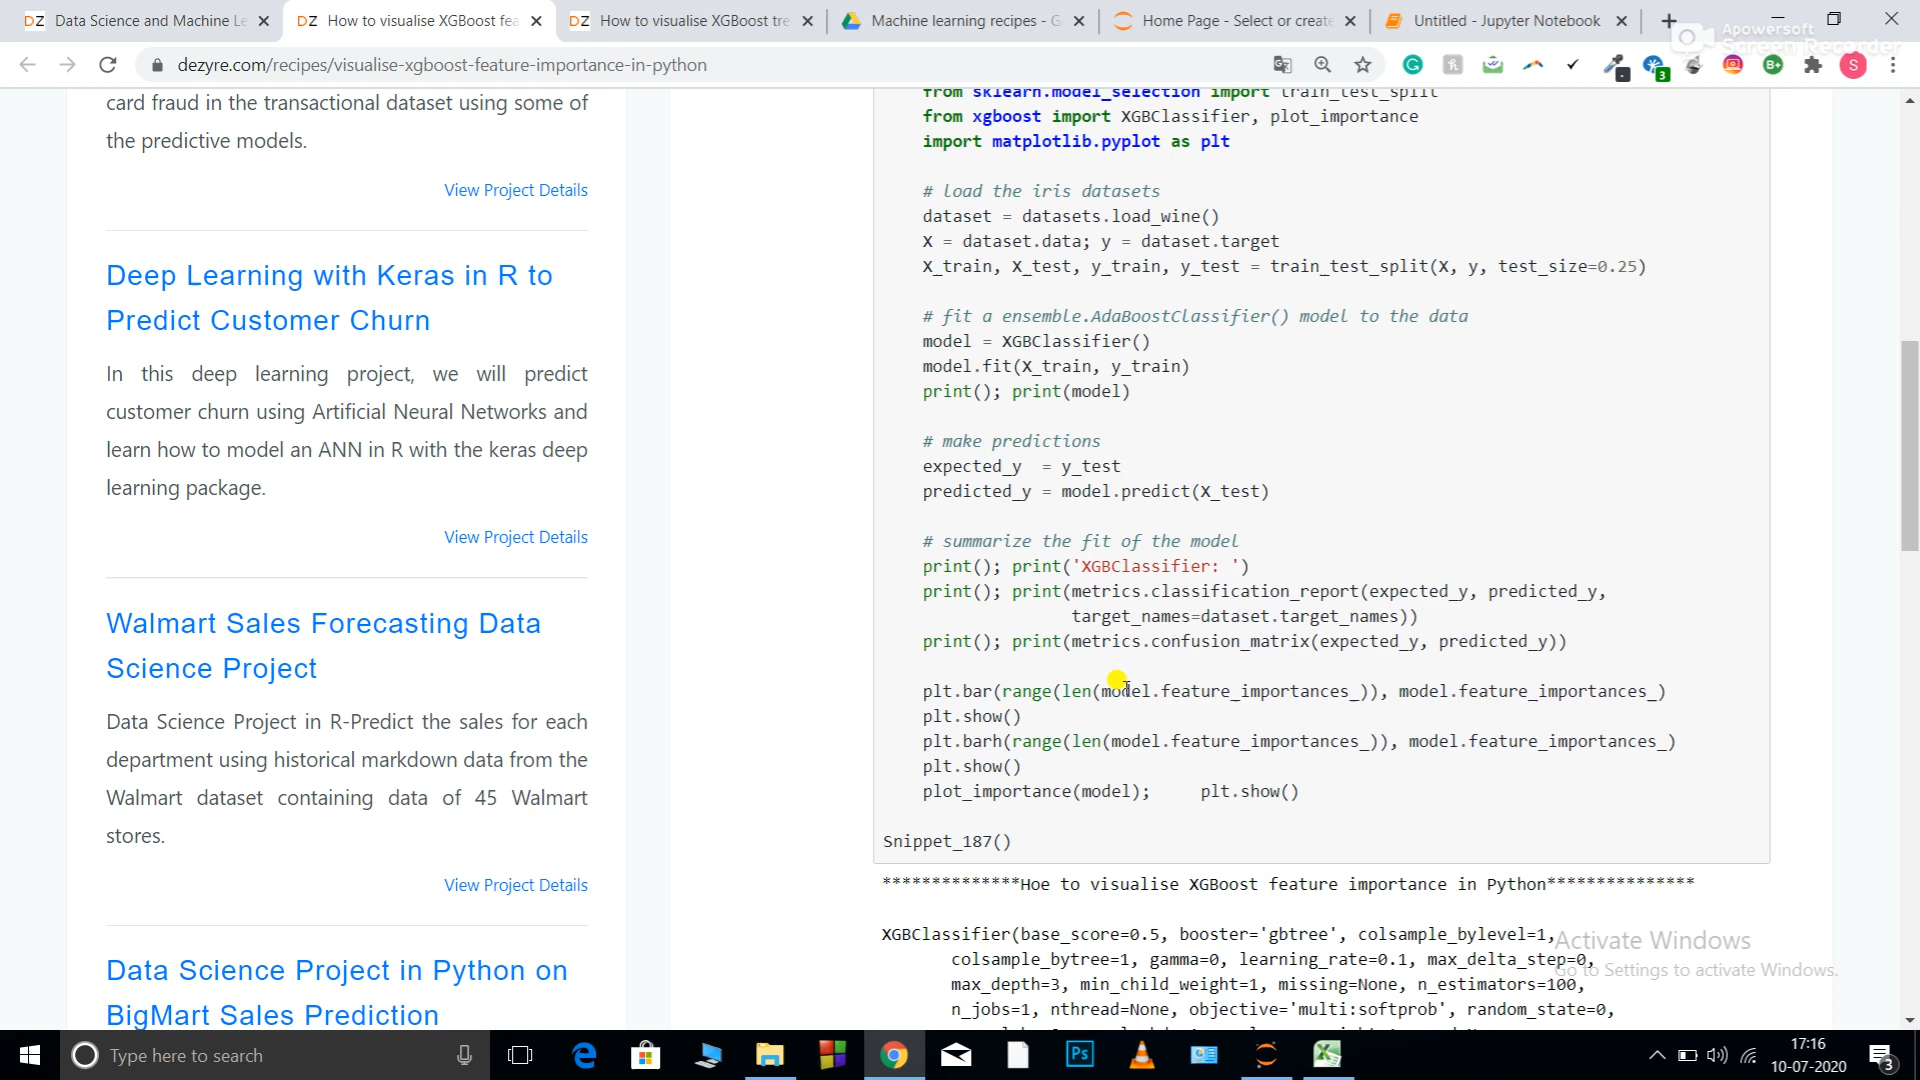 DZ Data Science and Machine Le
DZ How to visualise XGBoost fea
DZ How to visualise XGBoost tre
Machine learning recipes - G
Home Page - Select or create
Untitled - Jupyter Notebook
Apowersoft
Screen Recorder
dezyre.com/recipes/visualise-xgboost-feature-importance-in-python
3
B+
S
card fraud in the transactional dataset using some of
the predictive models.
View Project Details
Deep Learning with Keras in R to
Predict Customer Churn
In this deep learning project, we will predict
customer churn using Artificial Neural Networks and
learn how to model an ANN in R with the keras deep
learning package.
View Project Details
Walmart Sales Forecasting Data
Science Project
Data Science Project in R-Predict the sales for each
department using historical markdown data from the
Walmart dataset containing data of 45 Walmart
stores.
View Project Details
Data Science Project in Python on
BigMart Sales Prediction
from sklearn.model_selection import train_test_split
from xgboost import XGBClassifier, plot_importance
import matplotlib.pyplot as plt
# load the iris datasets
dataset = datasets.load_wine()
X = dataset.data; y = dataset.target
X_train, X_test, y_train, y_test = train_test_split(X, y, test_size=0.25)
# fit a ensemble.AdaBoostClassifier() model to the data
model = XGBClassifier()
model.fit(X_train, y_train)
print(); print(model)
# make predictions
expected_y  = y_test
predicted_y = model.predict(X_test)
# summarize the fit of the model
print(); print('XGBClassifier: ')
print(); print(metrics.classification_report(expected_y, predicted_y,
target_names=dataset.target_names))
print(); print(metrics.confusion_matrix(expected_y, predicted_y))
plt.bar(range(len(model.feature_importances_)), model.feature_importances_)
plt.show()
plt.barh(range(len(model.feature_importances_)), model.feature_importances_)
plt.show()
plot_importance(model);     plt.show()
Snippet_187()
**************Hoe to visualise XGBoost feature importance in Python***************
XGBClassifier(base_score=0.5, booster='gbtree', colsample_bylevel=1,
colsample_bytree=1, gamma=0, learning_rate=0.1, max_delta_step=0,
max_depth=3, min_child_weight=1, missing=None, n_estimators=100,
n_jobs=1, nthread=None, objective='multi:softprob', random_state=0,
Activate Windows
Go to Settings to activate Windows.
Type here to search
Ps
17:16
10-07-2020
3